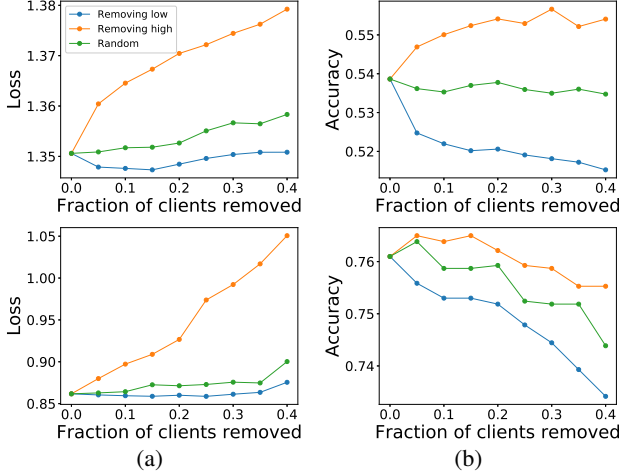 1.38
1.37
1.36
1.35
Loss
Removing low
Removing high
Random
0.0 0.1 0.2 0.3 0.4
Fraction of clients removed
0.55
0.54
0.53
0.52
Accuracy
0.0 0.1 0.2 0.3 0.4
Fraction of clients removed
1.05
1.00
0.95
0.90
0.85
Loss
0.0 0.1 0.2 0.3 0.4
Fraction of clients removed
(a)
0.76
0.75
0.74
Accuracy
0.0 0.1 0.2 0.3 0.4
Fraction of clients removed
(b)